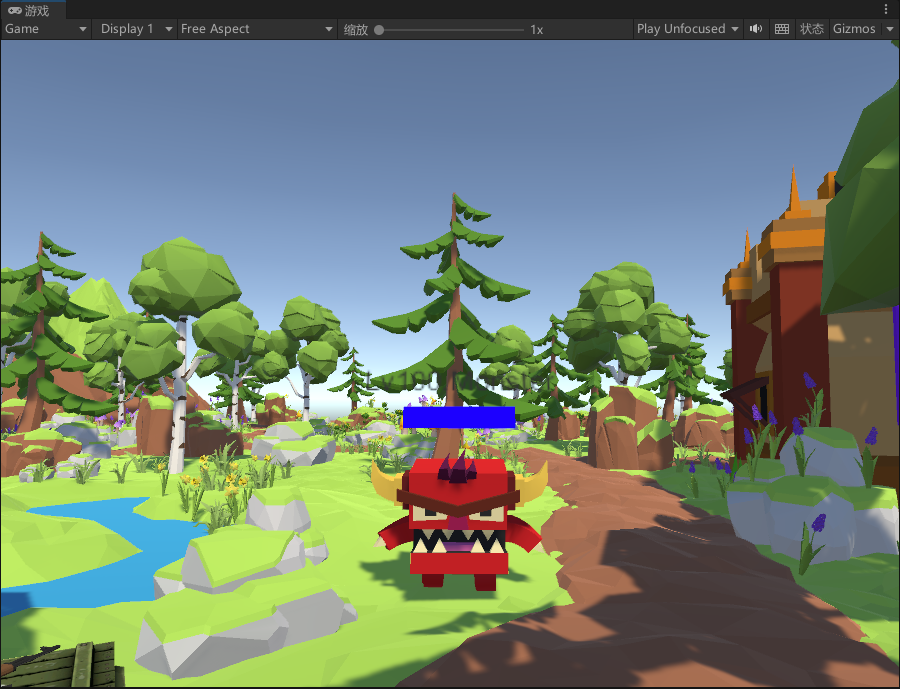 游戏
Game Display 1 Free Aspect 缩放 1x Play Unfocused 状态 Gizmos